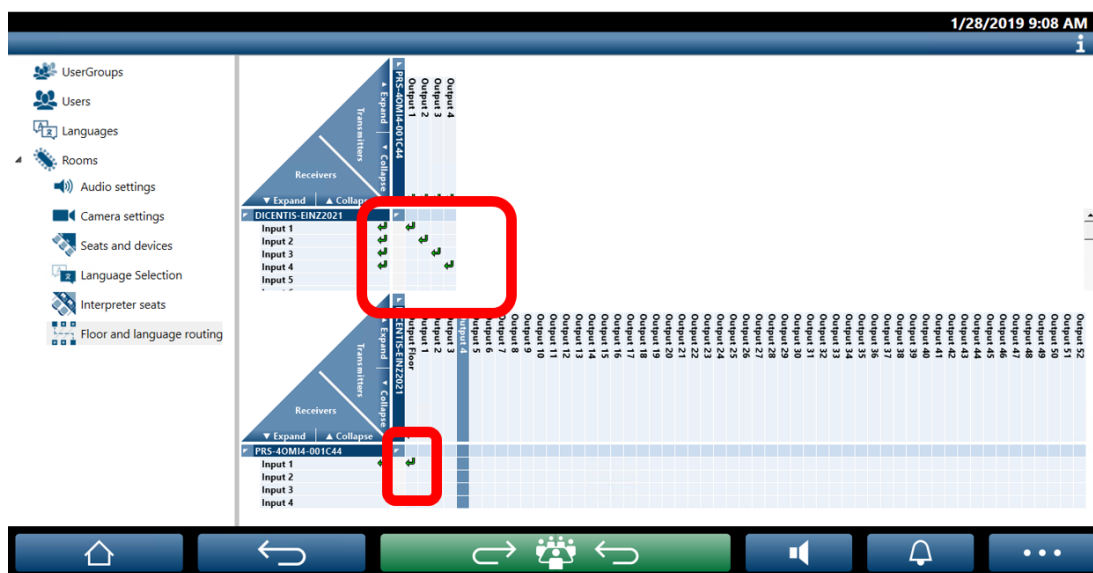 1/28/2019 9:08 AM
i
UserGroups
Users
Languages
Rooms
Audio settings
Camera settings
Seats and devices
Language Selection
Interpreter seats
Floor and language routing
PRS-4OMI4-001C44
Output 1
Output 2
Output 3
Output 4
▲ Expand
▼ Collapse
Transmitters
Receivers
▼ Expand
DICENTIS-EINZ2021
Input 1
Input 2
Input 3
Input 4
Input 5
Output Floor
Output 1
Output 2
Output 3
Output 4
Output 5
Output 6
Output 7
Output 8
Output 9
Output 10
Output 11
Output 12
Output 13
Output 14
Output 15
Output 16
Output 17
Output 18
Output 19
Output 20
Output 21
Output 22
Output 23
Output 24
Output 25
Output 26
Output 27
Output 28
Output 29
Output 30
Output 31
Output 32
Output 33
Output 34
Output 35
Output 36
Output 37
Output 38
Output 39
Output 40
Output 41
Output 42
Output 43
Output 44
Output 45
Output 46
Output 47
Output 48
Output 49
Output 50
Output 51
Output 52
Expand
▼ Collapse
Transmitters
Receivers
▼ Expand
▲ Collapse
PRS-4OMI4-001C44
Input 1
Input 2
Input 3
Input 4